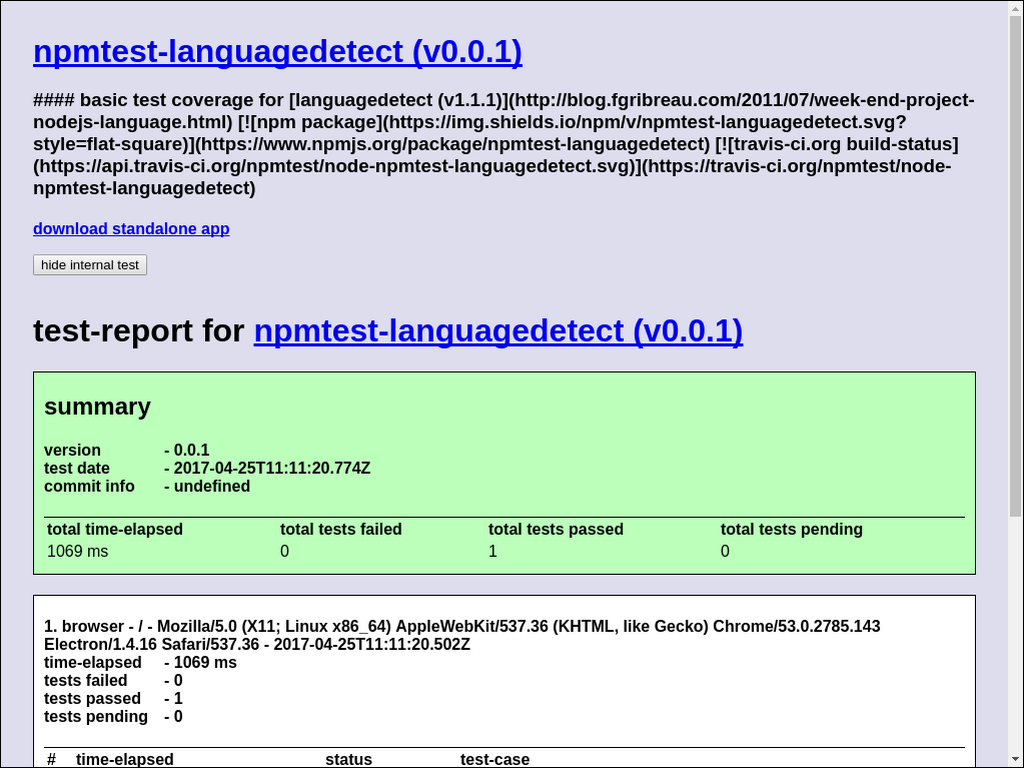 npmtest-languagedetect (v0.0.1)
#### basic test coverage for [languagedetect (v1.1.1)](http://blog.fgribreau.com/2011/07/week-end-project-
nodejs-language.html) [![npm package](https://img.shields.io/npm/v/npmtest-languagedetect.svg?
style=flat-square)](https://www.npmjs.org/package/npmtest-languagedetect) [![travis-ci.org build-status]
(https://api.travis-ci.org/npmtest/node-npmtest-languagedetect.svg)](https://travis-ci.org/npmtest/node-
npmtest-languagedetect)
download standalone app
hide internal test
test-report for npmtest-languagedetect (v0.0.1)
summary
version - 0.0.1
test date - 2017-04-25T11:11:20.774Z
commit info - undefined
total time-elapsed total tests failed total tests passed total tests pending
1069 ms 0 1 0
1. browser - / - Mozilla/5.0 (X11; Linux x86_64) AppleWebKit/537.36 (KHTML, like Gecko) Chrome/53.0.2785.143
Electron/1.4.16 Safari/537.36 - 2017-04-25T11:11:20.502Z
time-elapsed - 1069 ms
tests failed - 0
tests passed - 1
tests pending - 0
# time-elapsed status test-case